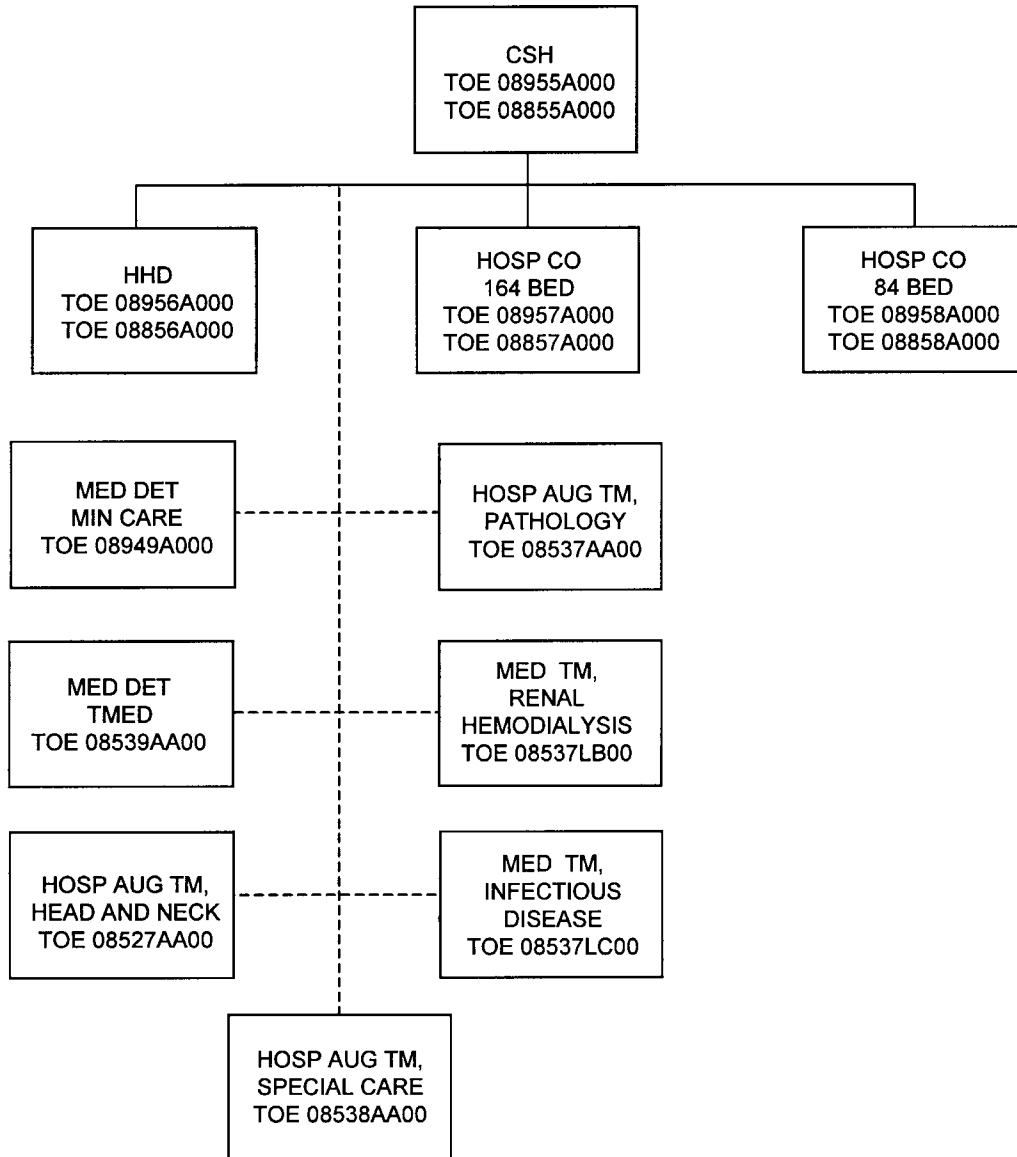 CSH
TOE 08955A000
TOE 08855A000
HHD
TOE 08956A000
TOE 08856A000
HOSP CO
164 BED
TOE 08957A000
TOE 08857A000
HOSP CO
84 BED
TOE 08958A000
TOE 08858A000
MED DET
MIN CARE
TOE 08949A000
HOSP AUG TM,
PATHOLOGY
TOE 08537AA00
MED DET
TMED
TOE 08539AA00
MED TM,
RENAL
HEMODIALYSIS
TOE 08537LB00
HOSP AUG TM,
HEAD AND NECK
TOE 08527AA00
MED TM,
INFECTIOUS
DISEASE
TOE 08537LC00
HOSP AUG TM,
SPECIAL CARE
TOE 08538AA00